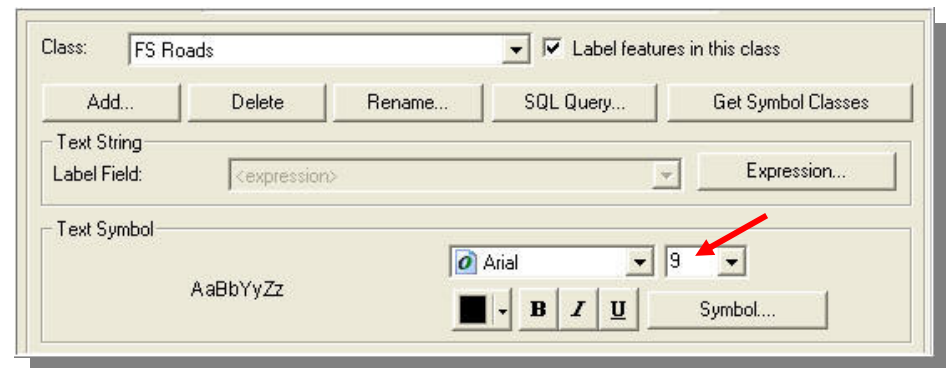 Class: FS Roads Label features in this class
Add... Delete Rename... SQL Query... Get Symbol Classes
Text String
Label Field: <expression> Expression...
Text Symbol
Arial 9
AaBbYyZz
B I U Symbol....